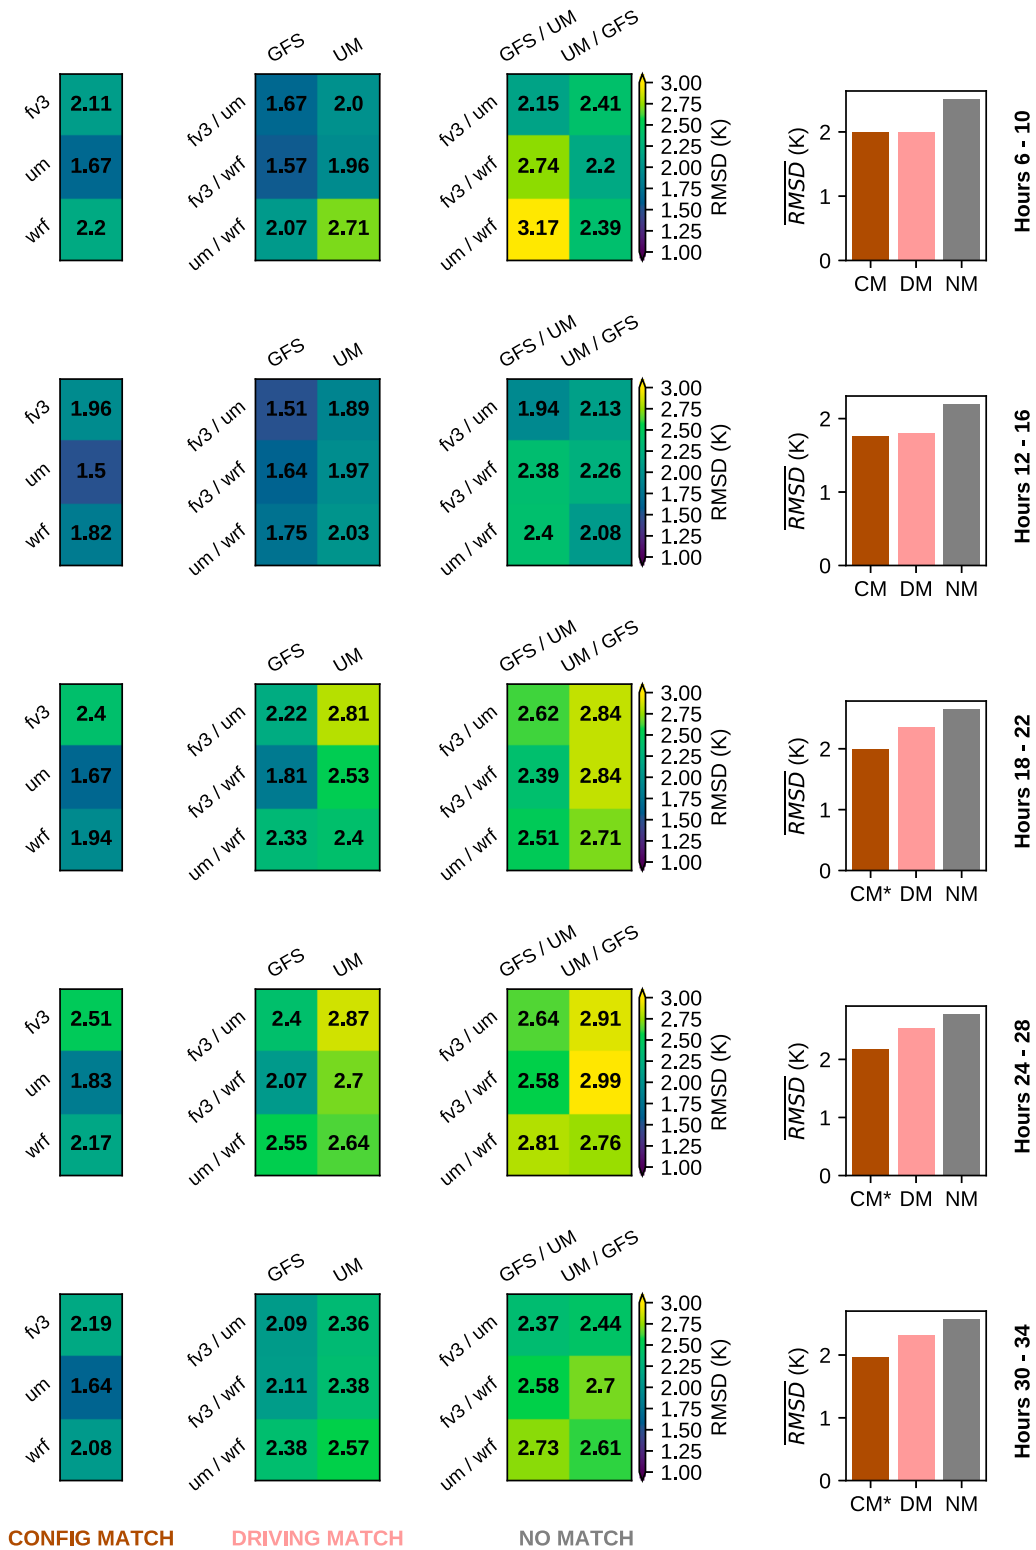 GFS UM GFS / UM UM / GFS
fv3 2.11 fv3 / um 1.67 2.0 fv3 / um 2.15 2.41
um 1.67 fv3 / wrf 1.57 1.96 fv3 / wrf 2.74 2.2
wrf 2.2 um / wrf 2.07 2.71 um / wrf 3.17 2.39
3.00
2.75
2.50
2.25
2.00
1.75
1.50
1.25
1.00
RMSD (K)
RMSD (K)
2
1
0
CM DM NM
Hours 6 - 10
GFS UM GFS / UM UM / GFS
fv3 1.96 fv3 / um 1.51 1.89 fv3 / um 1.94 2.13
um 1.5 fv3 / wrf 1.64 1.97 fv3 / wrf 2.38 2.26
wrf 1.82 um / wrf 1.75 2.03 um / wrf 2.4 2.08
3.00
2.75
2.50
2.25
2.00
1.75
1.50
1.25
1.00
RMSD (K)
RMSD (K)
2
1
0
CM DM NM
Hours 12 - 16
GFS UM GFS / UM UM / GFS
fv3 2.4 fv3 / um 2.22 2.81 fv3 / um 2.62 2.84
um 1.67 fv3 / wrf 1.81 2.53 fv3 / wrf 2.39 2.84
wrf 1.94 um / wrf 2.33 2.4 um / wrf 2.51 2.71
3.00
2.75
2.50
2.25
2.00
1.75
1.50
1.25
1.00
RMSD (K)
RMSD (K)
2
1
0
CM* DM NM
Hours 18 - 22
GFS UM GFS / UM UM / GFS
fv3 2.51 fv3 / um 2.4 2.87 fv3 / um 2.64 2.91
um 1.83 fv3 / wrf 2.07 2.7 fv3 / wrf 2.58 2.99
wrf 2.17 um / wrf 2.55 2.64 um / wrf 2.81 2.76
3.00
2.75
2.50
2.25
2.00
1.75
1.50
1.25
1.00
RMSD (K)
RMSD (K)
2
1
0
CM* DM NM
Hours 24 - 28
GFS UM GFS / UM UM / GFS
fv3 2.19 fv3 / um 2.09 2.36 fv3 / um 2.37 2.44
um 1.64 fv3 / wrf 2.11 2.38 fv3 / wrf 2.58 2.7
wrf 2.08 um / wrf 2.38 2.57 um / wrf 2.73 2.61
3.00
2.75
2.50
2.25
2.00
1.75
1.50
1.25
1.00
RMSD (K)
RMSD (K)
2
1
0
CM* DM NM
Hours 30 - 34
CONFIG MATCH DRIVING MATCH NO MATCH